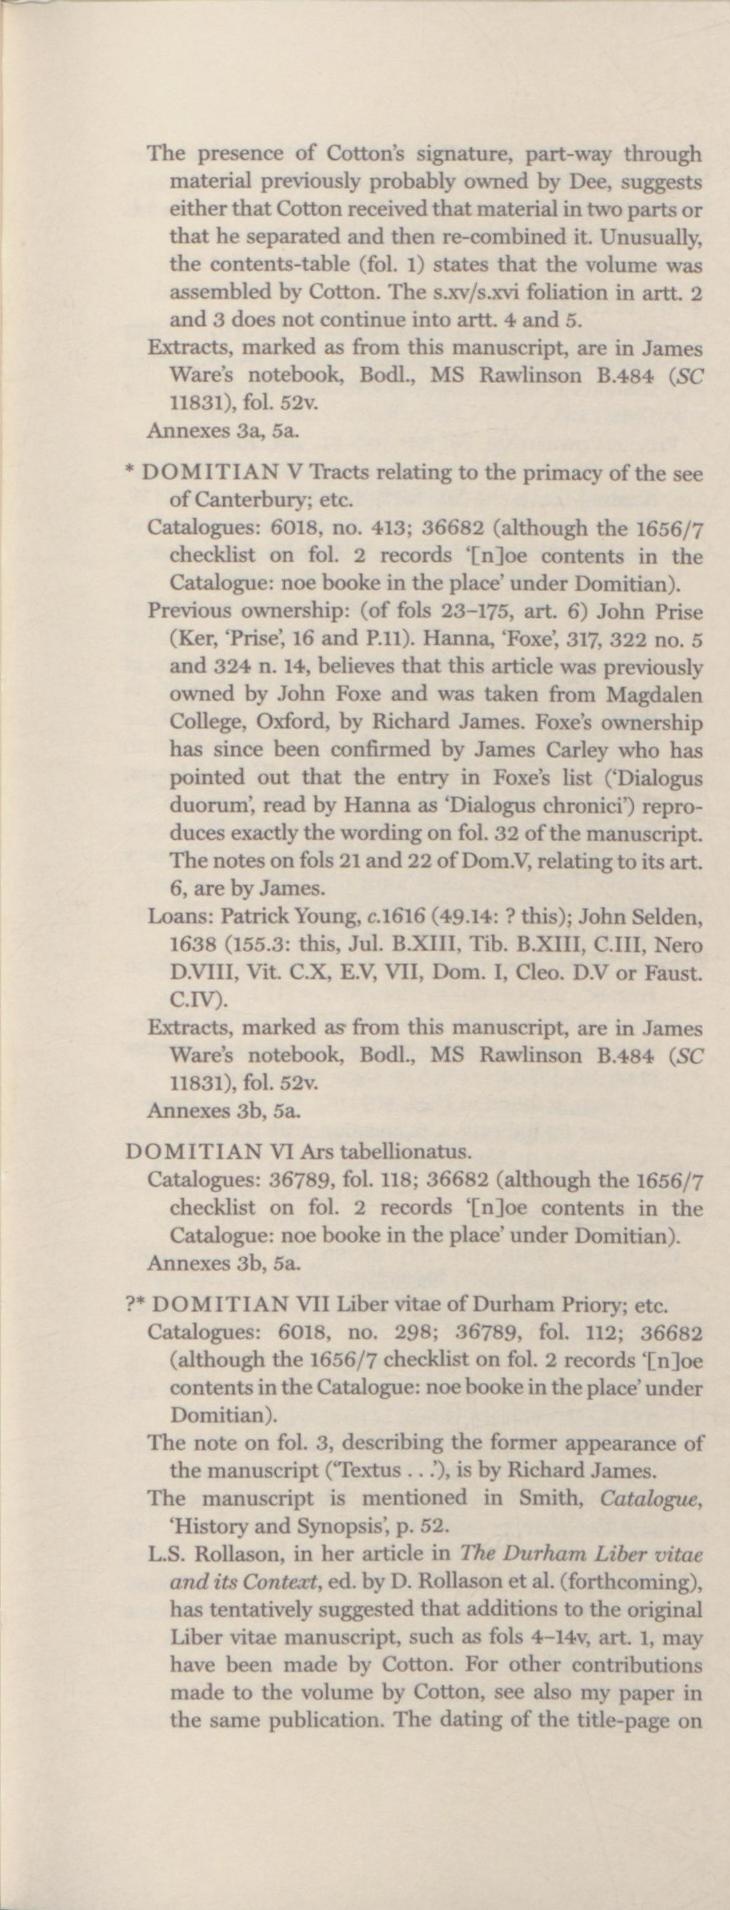 The presence of Cotton's signature, part-way through
material previously probably owned by Dee, suggests
either that Cotton received that material in two parts or
that he separated and then re-combined it. Unusually,
the contents-table (fol. 1) states that the volume was
assembled by Cotton. The s.xv/s.xvi foliation in artt. 2
and 3 does not continue into artt. 4 and 5.
Extracts, marked as from this manuscript, are in James
Ware's notebook, Bodl., MS Rawlinson B.484 (SC
11831), fol. 52v.
Annexes 3a, 5a.
* DOMITIAN V Tracts relating to the primacy of the see
of Canterbury; etc.
Catalogues: 6018, no. 413; 36682 (although the 1656/7
checklist on fol. 2 records ‘[n]oe contents in the
Catalogue: noe booke in the place’ under Domitian).
Previous ownership: (of fols 23–175, art. 6) John Prise
(Ker, ‘Prise’, 16 and P.11). Hanna, ‘Foxe’, 317, 322 no. 5
and 324 n. 14, believes that this article was previously
owned by John Foxe and was taken from Magdalen
College, Oxford, by Richard James. Foxe's ownership
has since been confirmed by James Carley who has
pointed out that the entry in Foxe's list (‘Dialogus
duorum’, read by Hanna as ‘Dialogus chronici’) repro-
duces exactly the wording on fol. 32 of the manuscript.
The notes on fols 21 and 22 of Dom.V, relating to its art.
6, are by James.
Loans: Patrick Young, c.1616 (49.14: ? this); John Selden,
1638 (155.3: this, Jul. B.XIII, Tib. B.XIII, C.III, Nero
D.VIII, Vit. C.X, E.V, VII, Dom. I, Cleo. D.V or Faust.
C.IV).
Extracts, marked as from this manuscript, are in James
Ware's notebook, Bodl., MS Rawlinson B.484 (SC
11831), fol. 52v.
Annexes 3b, 5a.
DOMITIAN VI Ars tabellionatus.
Catalogues: 36789, fol. 118; 36682 (although the 1656/7
checklist on fol. 2 records ‘[n]oe contents in the
Catalogue: noe booke in the place’ under Domitian).
Annexes 3b, 5a.
?* DOMITIAN VII Liber vitae of Durham Priory; etc.
Catalogues: 6018, no. 298; 36789, fol. 112; 36682
(although the 1656/7 checklist on fol. 2 records ‘[n]oe
contents in the Catalogue: noe booke in the place’ under
Domitian).
The note on fol. 3, describing the former appearance of
the manuscript (‘Textus . . .’), is by Richard James.
The manuscript is mentioned in Smith, Catalogue,
‘History and Synopsis’, p. 52.
L.S. Rollason, in her article in The Durham Liber vitae
and its Context, ed. by D. Rollason et al. (forthcoming),
has tentatively suggested that additions to the original
Liber vitae manuscript, such as fols 4–14v, art. 1, may
have been made by Cotton. For other contributions
made to the volume by Cotton, see also my paper in
the same publication. The dating of the title-page on